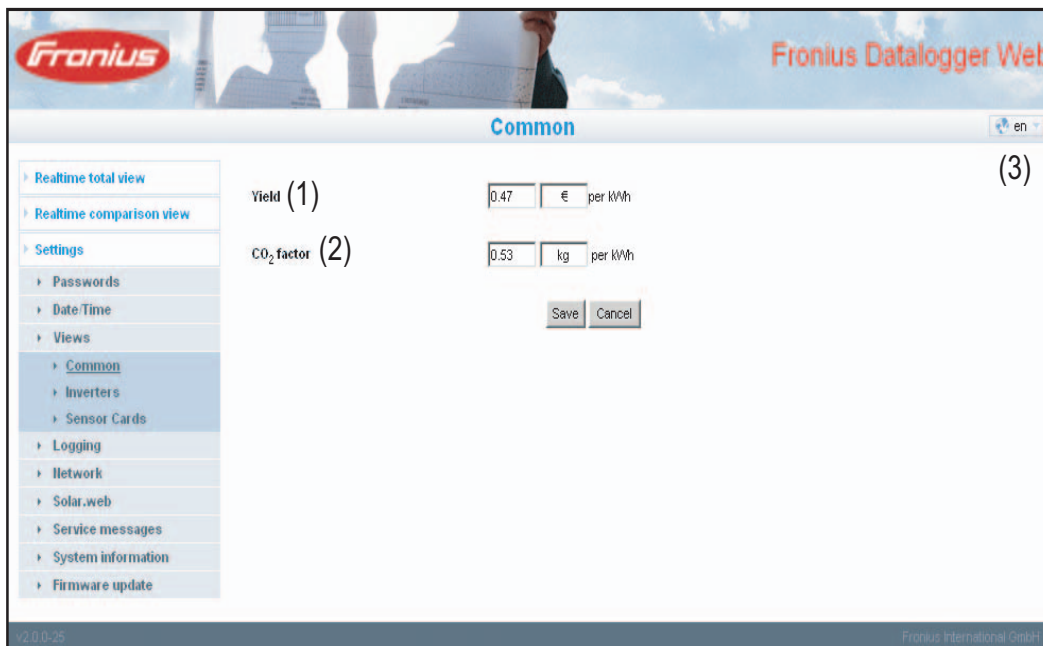 Fronius
Fronius Datalogger Web
Common
en
(3)
Realtime total view
Realtime comparison view
Settings
Passwords
Date/Time
Views
Common
Inverters
Sensor Cards
Logging
Network
Solar.web
Service messages
System information
Firmware update
Yield (1) 0.47 € per kWh
CO₂ factor (2) 0.53 kg per kWh
Save Cancel
v2.0.0-25 Fronius International GmbH